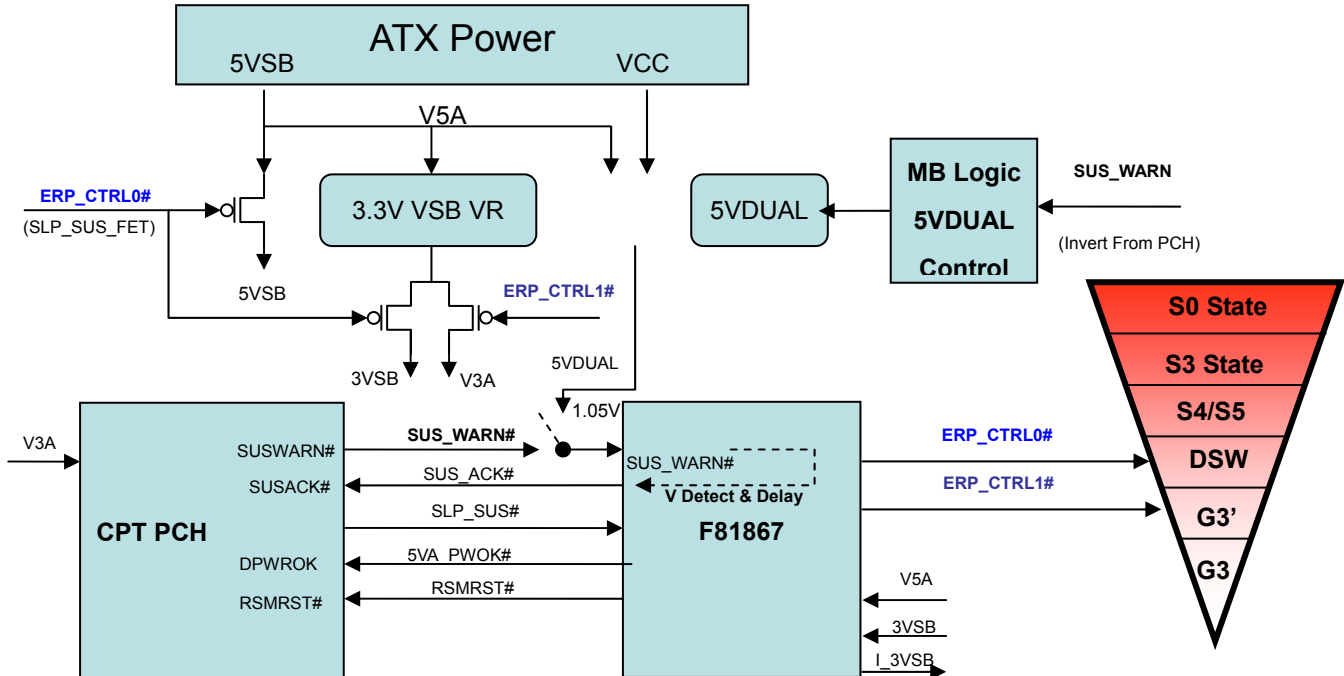 ATX Power
5VSB
VCC
V5A
ERP_CTRL0#
(SLP_SUS_FET)
3.3V VSB VR
5VDUAL
MB Logic
5VDUAL
Control
SUS_WARN
(Invert From PCH)
5VSB
ERP_CTRL1#
3VSB
V3A
5VDUAL
1.05V
S0 State
S3 State
S4/S5
DSW
G3’
G3
V3A
CPT PCH
SUSWARN#
SUSACK#
DPWROK
RSMRST#
SUS_WARN#
SUS_ACK#
SLP_SUS#
5VA_PWOK#
RSMRST#
SUS_WARN#
V Detect & Delay
F81867
ERP_CTRL0#
ERP_CTRL1#
V5A
3VSB
I_3VSB